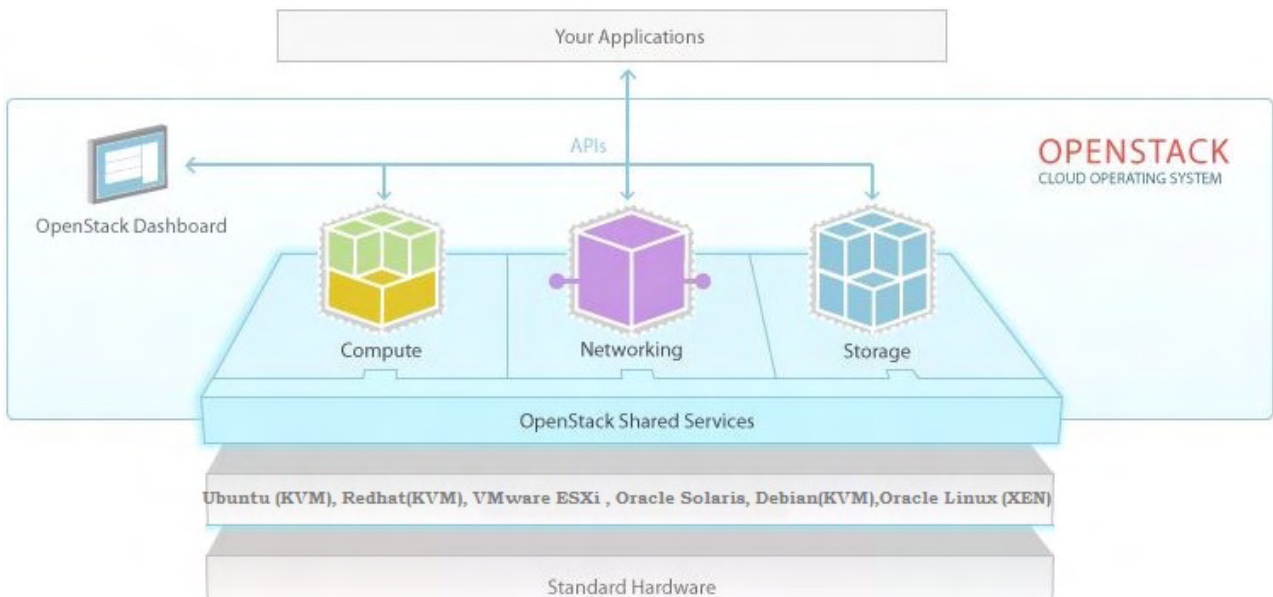 Your Applications
APIs
OPENSTACK
CLOUD OPERATING SYSTEM
OpenStack Dashboard
Compute
Networking
Storage
OpenStack Shared Services
Ubuntu (KVM), Redhat(KVM), VMware ESXi , Oracle Solaris, Debian(KVM),Oracle Linux (XEN)
Standard Hardware